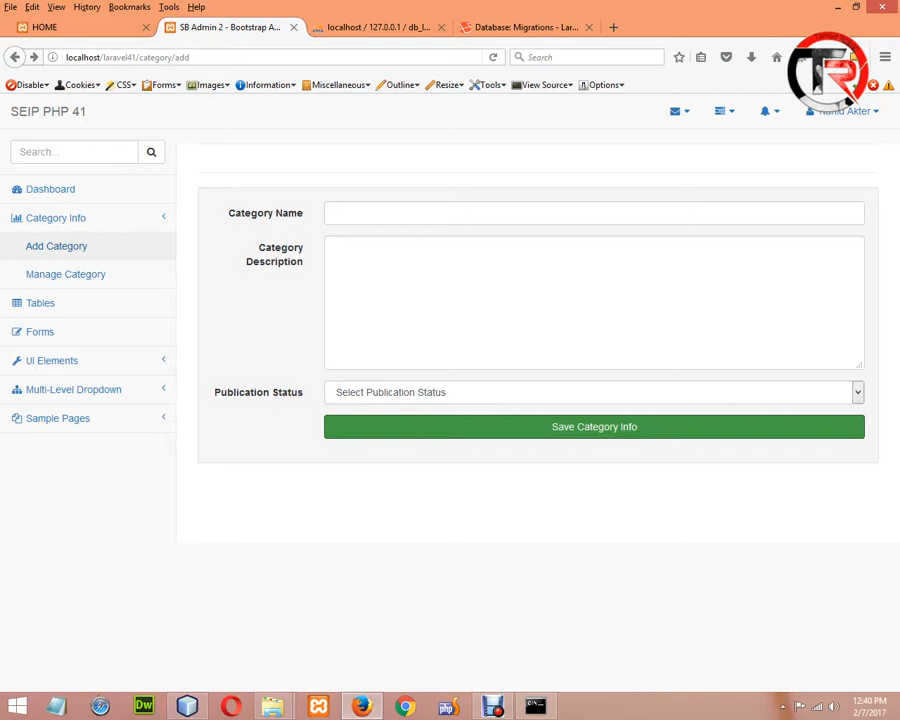 File Edit View History Bookmarks Tools Help
HOME
SB Admin 2 - Bootstrap A...
localhost / 127.0.0.1 / db_l...
Database: Migrations - Lar...
localhost/laravel41/category/add
Search
Disable Cookies CSS Forms Images Information Miscellaneous Outline Resize Tools View Source Options
SEIP PHP 41
Akter
Search...
Dashboard
Category Info
Add Category
Manage Category
Tables
Forms
UI Elements
Multi-Level Dropdown
Sample Pages
Category Name
Category
Description
Publication Status
Select Publication Status
Save Category Info
Dw
php
12:40 PM
2/7/2017